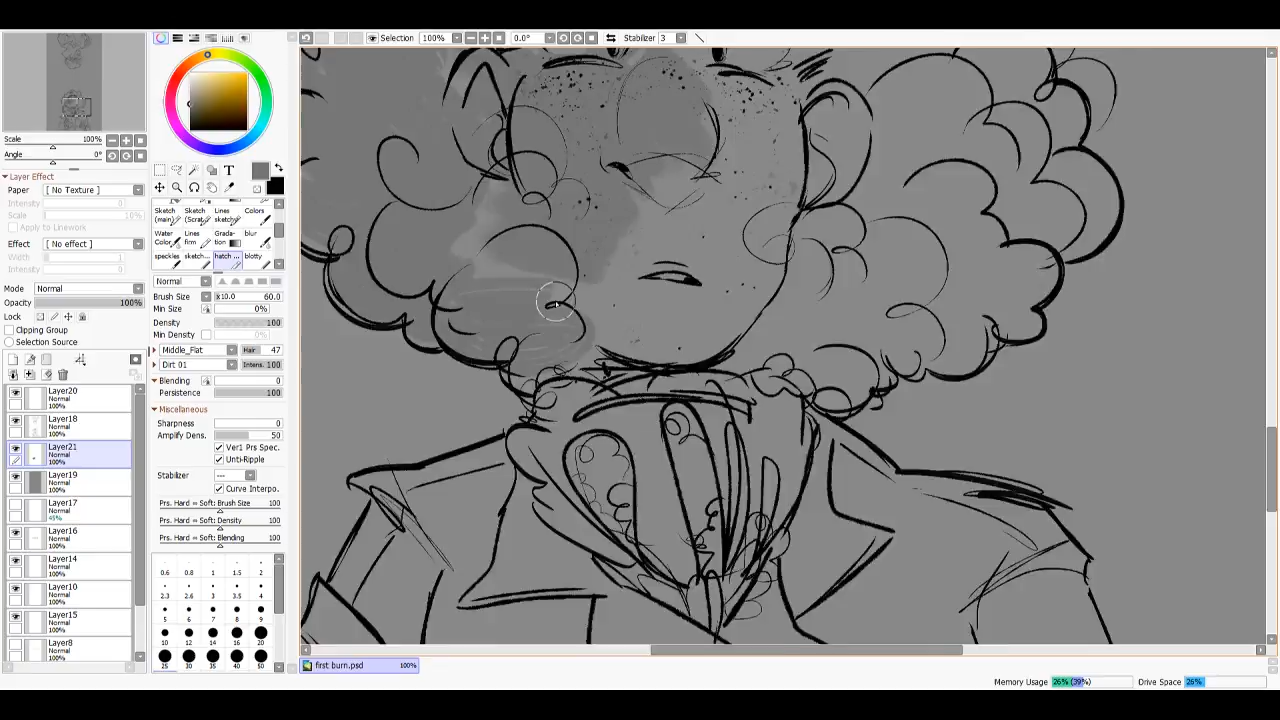 Selection 100% 0.0° Stabilizer 3
Scale 100%
Angle 0°
Layer Effect
Paper [ No Texture ]
Intensity 0
Scale 10%
Apply to Linework
Effect [ No effect ]
Width 1
Intensity 0
Mode Normal
Opacity 100%
Lock
Clipping Group
Selection Source
Layer20
Normal
100%
Layer18
Normal
100%
Layer21
Normal
100%
Layer19
Normal
100%
Layer17
Normal
45%
Layer16
Normal
100%
Layer14
Normal
100%
Layer10
Normal
100%
Layer15
Normal
100%
Layer8
Normal
T
Sketch (main) Sketch (Scrat Lines sketch Colors
Water Color Lines firm Grada-tion blur
speckles sketch... hatch ... blotty
Normal
Brush Size x10.0 60.0
Min Size 0%
Density 100
Min Density 0%
Middle_Flat Hair 47
Dirt 01 Intens. 100
Blending 0
Persistence 100
Miscellaneous
Sharpness 0
Amplify Dens. 50
Ver1 Prs Spec.
Unti-Ripple
Stabilizer ---
Curve Interpo.
Prs. Hard ⇔ Soft: Brush Size 100
Prs. Hard ⇔ Soft: Density 100
Prs. Hard ⇔ Soft: Blending 100
0.6 0.8 1 1.5 2
2.3 2.6 3 3.5 4
5 6 7 8 9
10 12 14 16 20
25 30 35 40 50
first burn.psd 100%
Memory Usage 26% (39%) Drive Space 26%